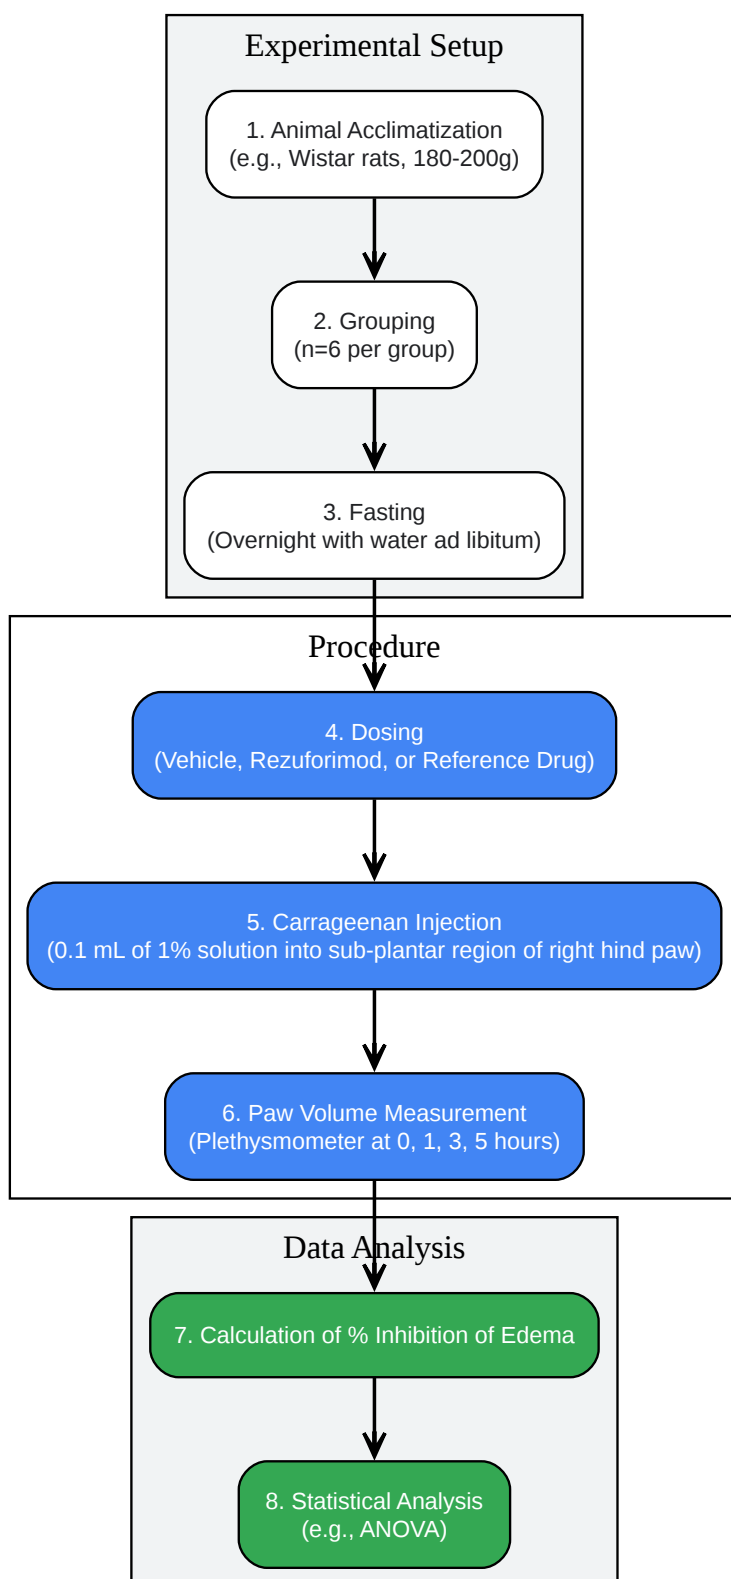 Experimental Setup
1. Animal Acclimatization
(e.g., Wistar rats, 180-200g)
2. Grouping
(n=6 per group)
3. Fasting
(Overnight with water ad libitum)
Procedure
4. Dosing
(Vehicle, Rezuforimod, or Reference Drug)
5. Carrageenan Injection
(0.1 mL of 1% solution into sub-plantar region of right hind paw)
6. Paw Volume Measurement
(Plethysmometer at 0, 1, 3, 5 hours)
Data Analysis
7. Calculation of % Inhibition of Edema
8. Statistical Analysis
(e.g., ANOVA)